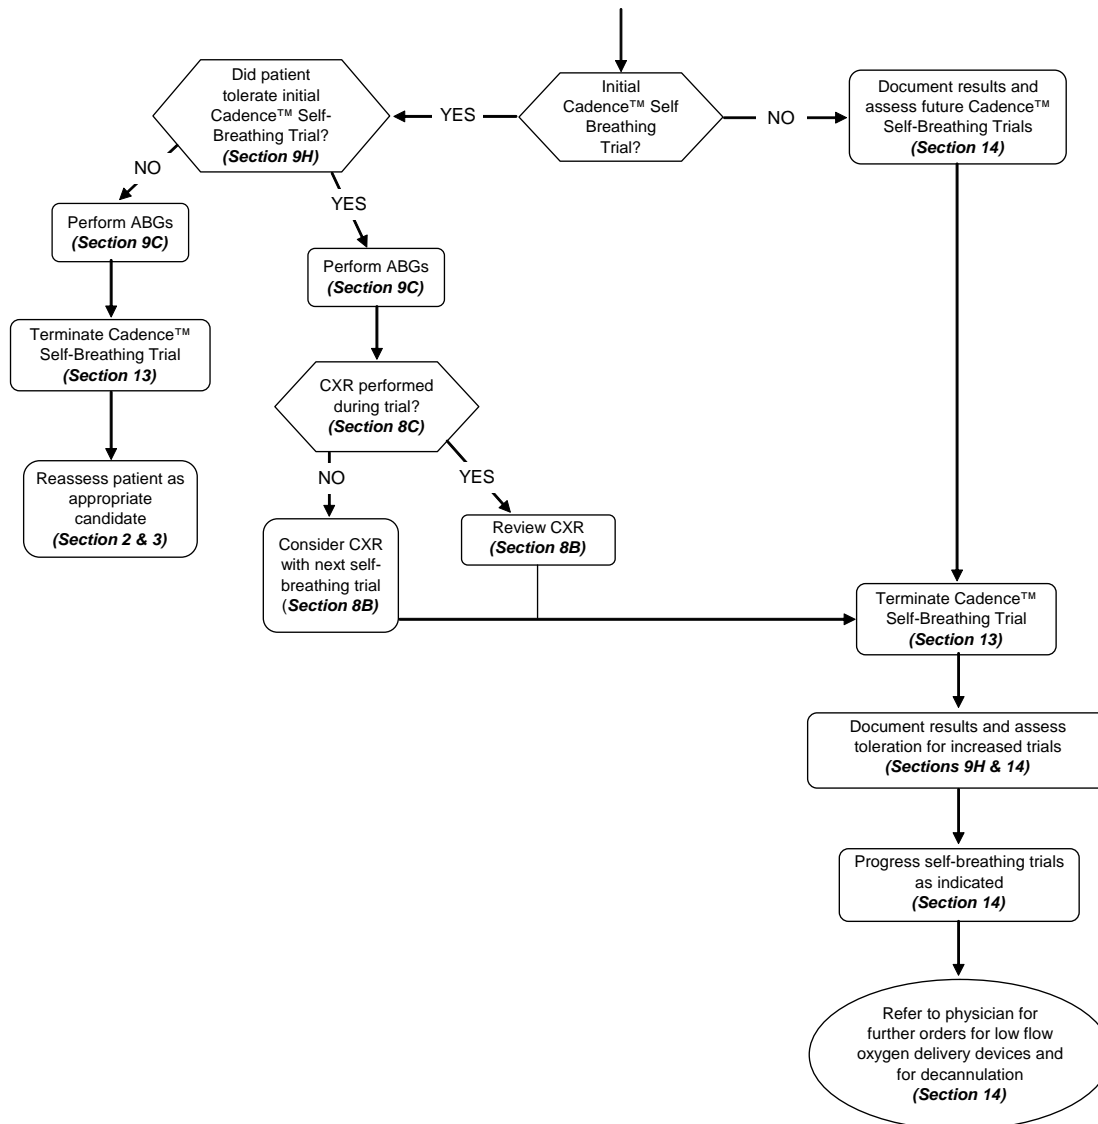 Did patient
tolerate initial
Cadence™ Self-
Breathing Trial?
(Section 9H)
YES
Initial
Cadence™ Self
Breathing
Trial?
NO
Document results and
assess future Cadence™
Self-Breathing Trials
(Section 14)
NO
YES
Perform ABGs
(Section 9C)
Perform ABGs
(Section 9C)
Terminate Cadence™
Self-Breathing Trial
(Section 13)
CXR performed
during trial?
(Section 8C)
NO
YES
Reassess patient as
appropriate
candidate
(Section 2 & 3)
Consider CXR
with next self-
breathing trial
(Section 8B)
Review CXR
(Section 8B)
Terminate Cadence™
Self-Breathing Trial
(Section 13)
Document results and assess
toleration for increased trials
(Sections 9H & 14)
Progress self-breathing trials
as indicated
(Section 14)
Refer to physician for
further orders for low flow
oxygen delivery devices and
for decannulation
(Section 14)